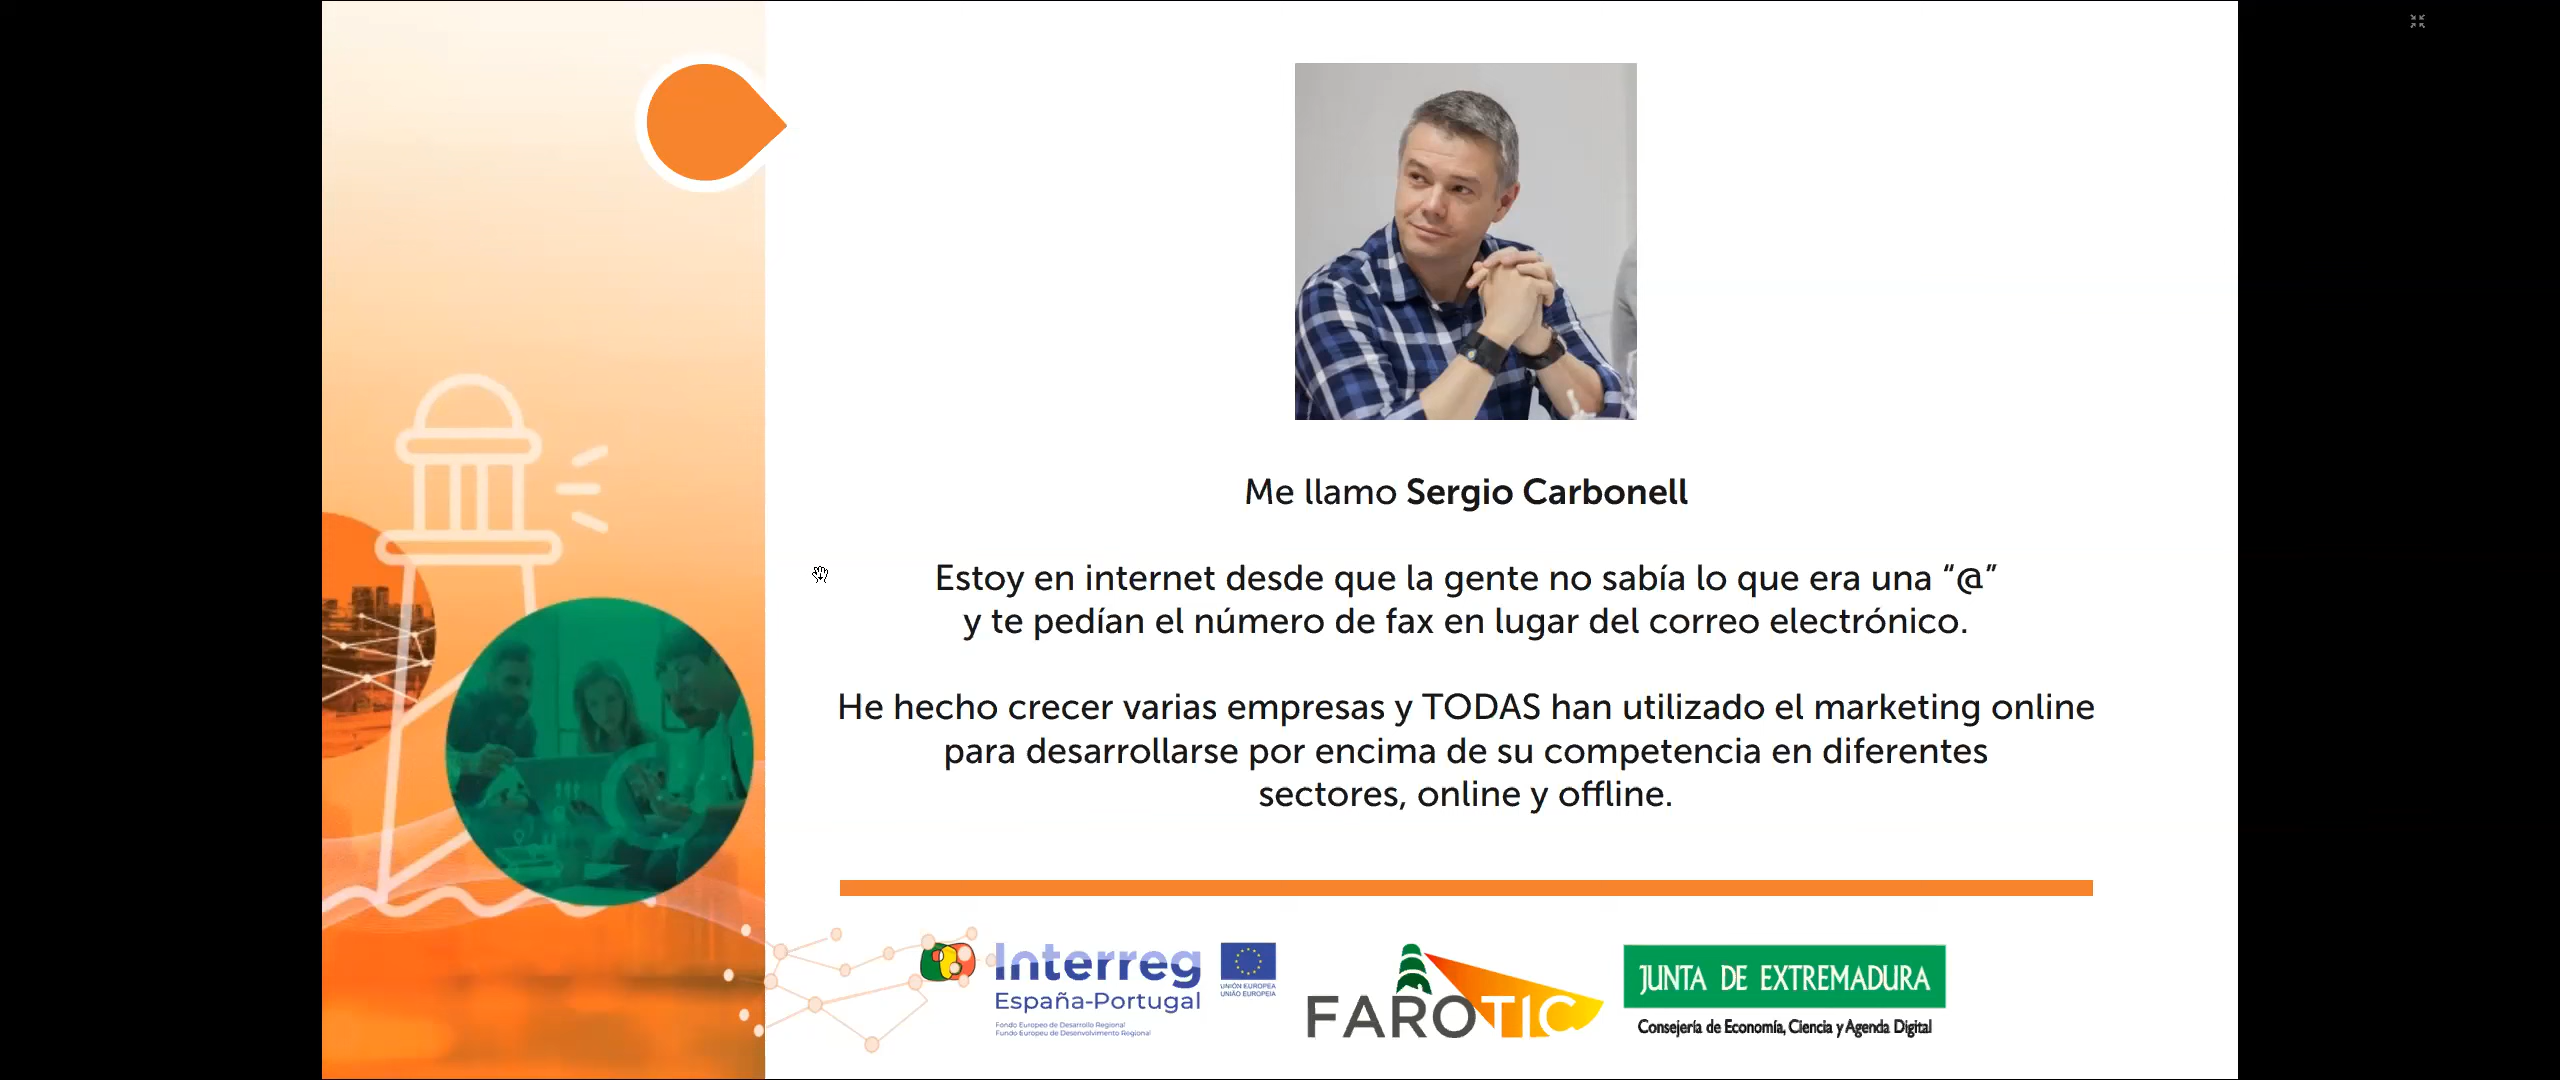 Me llamo Sergio Carbonell
Estoy en internet desde que la gente no sabía lo que era una “@”
y te pedían el número de fax en lugar del correo electrónico.
He hecho crecer varias empresas y TODAS han utilizado el marketing online
para desarrollarse por encima de su competencia en diferentes
sectores, online y offline.
Interreg
España-Portugal
Fondo Europeo de Desarrollo Regional
Fundo Europeu de Desenvolvimento Regional
UNIÓN EUROPEA
UNIÃO EUROPEIA
FAROTIC
JUNTA DE EXTREMADURA
Consejería de Economía, Ciencia y Agenda Digital